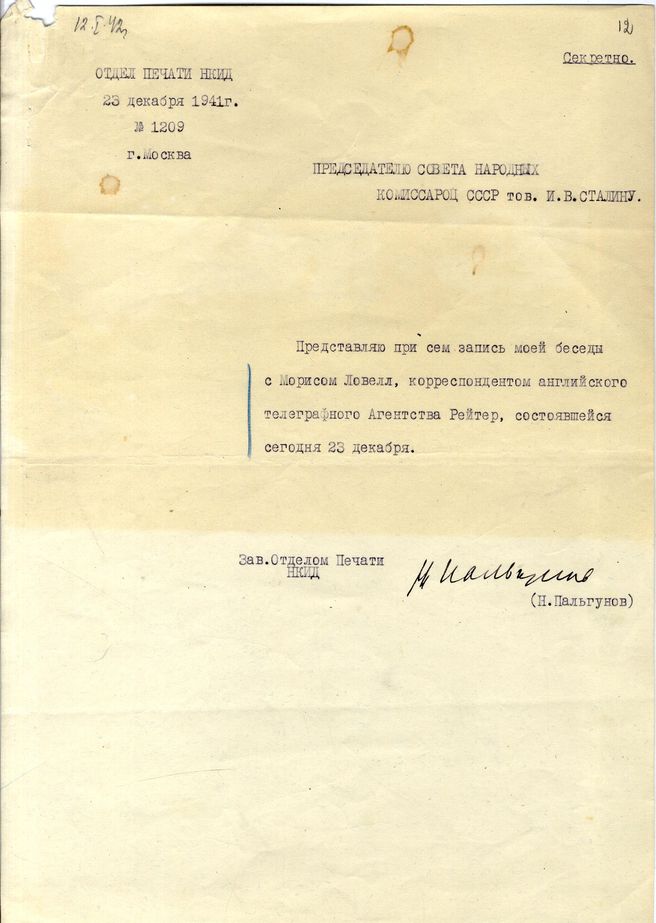 12.I.42г
12
Секретно.
ОТДЕЛ ПЕЧАТИ НКИД
23 декабря 1941г.
№ 1209
г.Москва
ПРЕДСЕДАТЕЛЮ СОВЕТА НАРОДНЫХ
КОМИССАРОЦ СССР тов. И.В.СТАЛИНУ.
Представляю при сем запись моей беседы
с Морисом Ловелл, корреспондентом английского
телеграфного Агентства Рейтер, состоявшейся
сегодня 23 декабря.
Зав.Отделом Печати
НКИД
Н Пальгунов
(Н.Пальгунов)